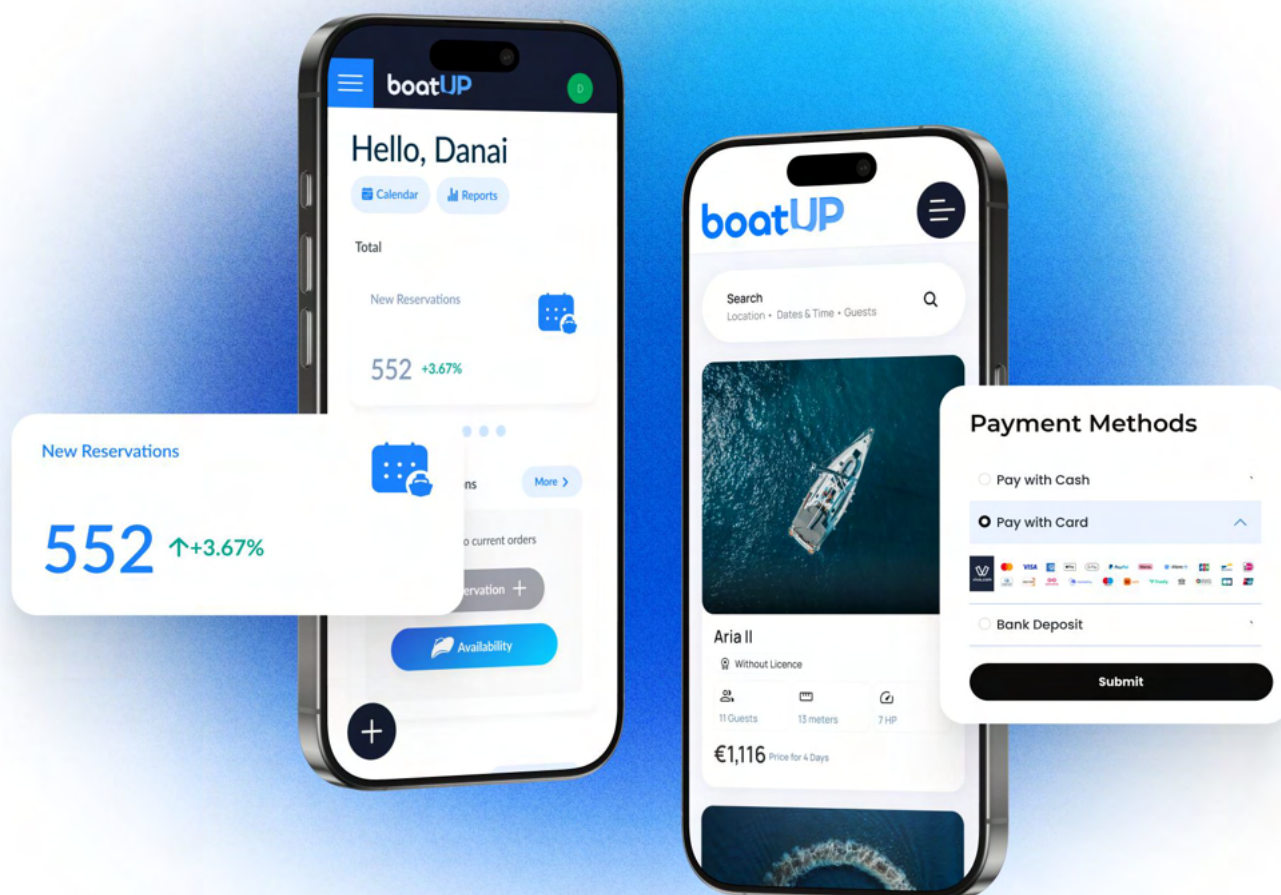 boatUP
D
Hello, Danai
Calendar
Reports
Total
New Reservations
552 +3.67%
New Reservations
552 +3.67%
ns
More
o current orders
ervation
Availability
boatUP
Search
Location • Dates & Time • Guests
Aria II
Without Licence
11 Guests
13 meters
7 HP
€1,116 Price for 4 Days
Payment Methods
Pay with Cash
Pay with Card
VISA
Bank Deposit
Submit